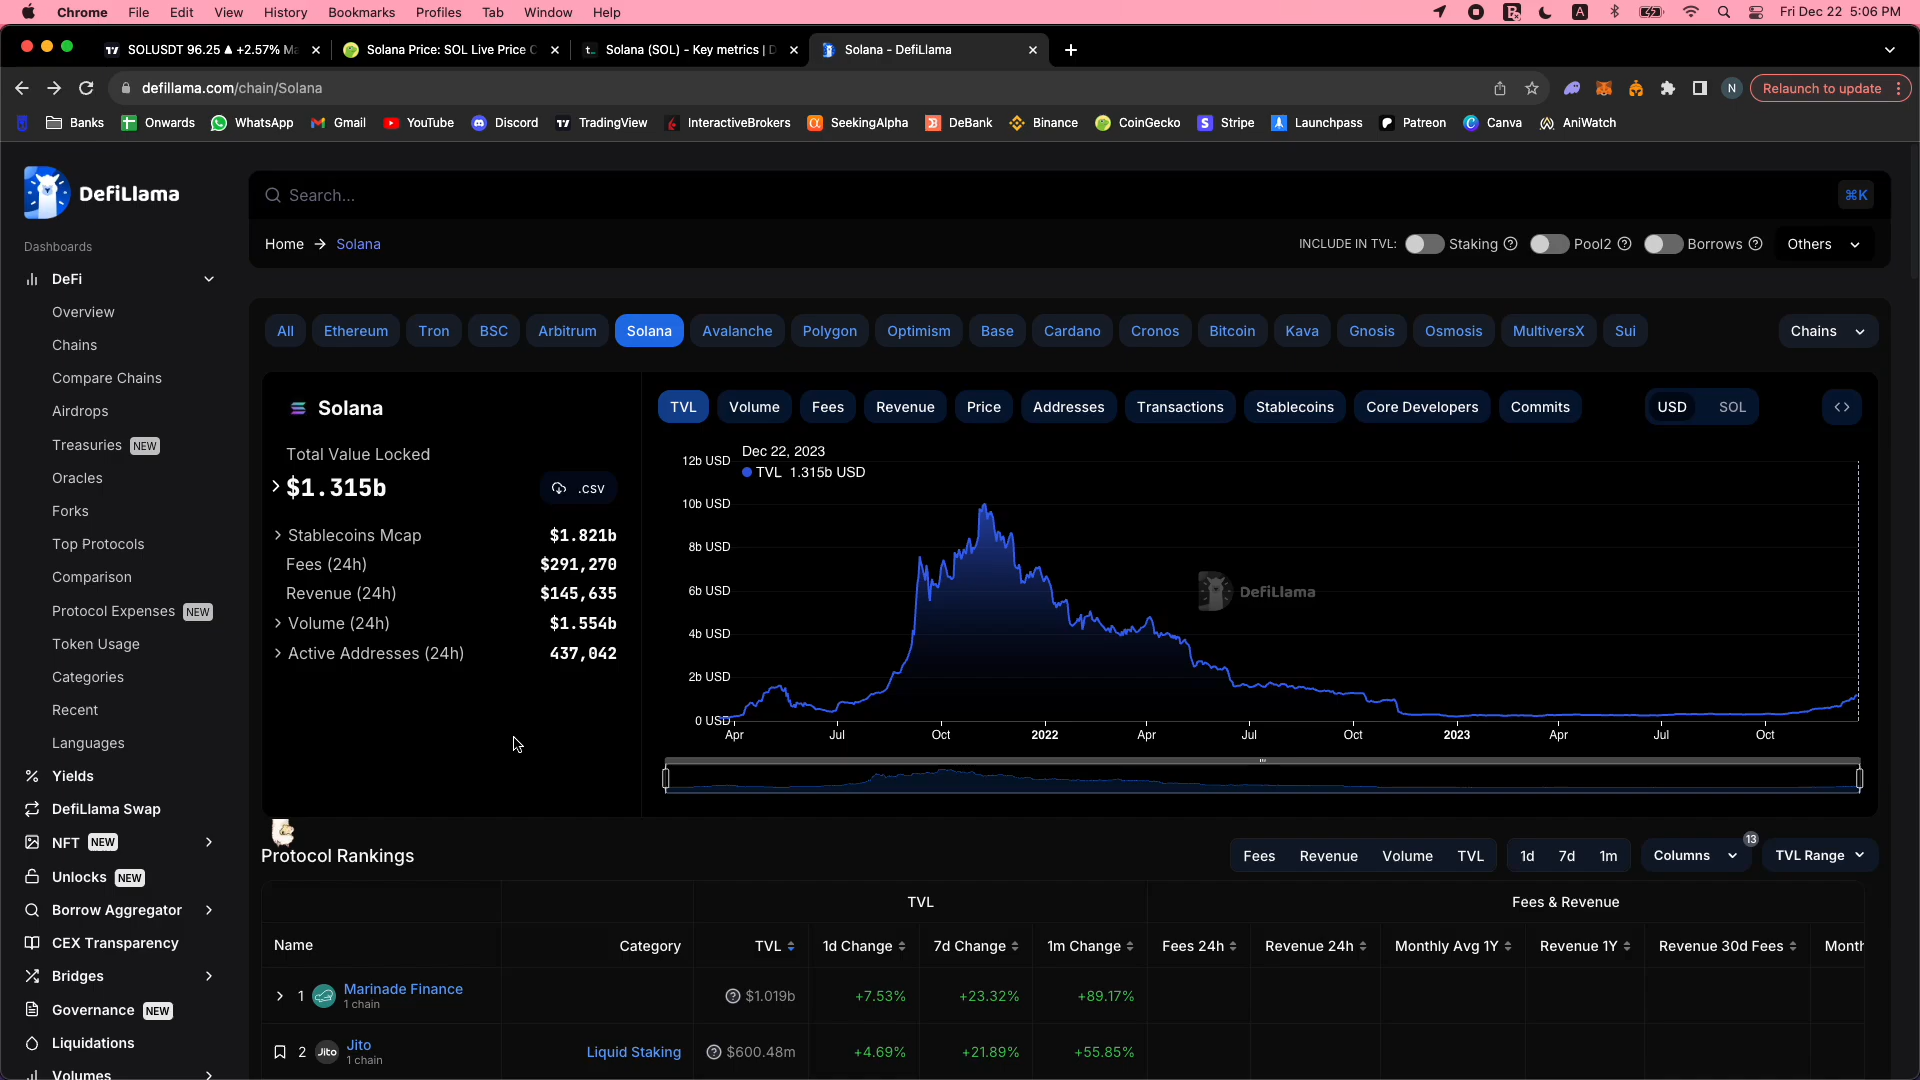 Chrome File Edit View History Bookmarks Profiles Tab Window Help A Fri Dec 22 5:06 PM
SOLUSDT 96.25 ▲ +2.57% Solana Price: SOL Live Price Solana (SOL) - Key metrics | Solana - DefiLlama
defillama.com/chain/Solana N Relaunch to update
Banks Onwards WhatsApp Gmail YouTube Discord TradingView InteractiveBrokers SeekingAlpha DeBank Binance CoinGecko Stripe Launchpass Patreon Canva AniWatch
DefiLlama
Search... ⌘K
Home → Solana INCLUDE IN TVL: Staking Pool2 Borrows Others
Dashboards
DeFi
Overview
Chains
Compare Chains
Airdrops
Treasuries NEW
Oracles
Forks
Top Protocols
Comparison
Protocol Expenses NEW
Token Usage
Categories
Recent
Languages
Yields
DefiLlama Swap
NFT NEW
Unlocks NEW
Borrow Aggregator
CEX Transparency
Bridges
Governance NEW
Liquidations
Volumes
All Ethereum Tron BSC Arbitrum Solana Avalanche Polygon Optimism Base Cardano Cronos Bitcoin Kava Gnosis Osmosis MultiversX Sui Chains
Solana
Total Value Locked
$1.315b .csv
Stablecoins Mcap $1.821b
Fees (24h) $291,270
Revenue (24h) $145,635
Volume (24h) $1.554b
Active Addresses (24h) 437,042
TVL Volume Fees Revenue Price Addresses Transactions Stablecoins Core Developers Commits USD SOL
Dec 22, 2023
TVL 1.315b USD
12b USD
10b USD
8b USD
6b USD
4b USD
2b USD
0 USD
DefiLlama
Apr Jul Oct 2022 Apr Jul Oct 2023 Apr Jul Oct
Protocol Rankings
Fees Revenue Volume TVL 1d 7d 1m Columns 13 TVL Range
TVL Fees & Revenue
Name Category TVL 1d Change 7d Change 1m Change Fees 24h Revenue 24h Monthly Avg 1Y Revenue 1Y Revenue 30d Fees
1 Marinade Finance $1.019b +7.53% +23.32% +89.17%
1 chain
2 Jito Jito Liquid Staking $600.48m +4.69% +21.89% +55.85%
1 chain